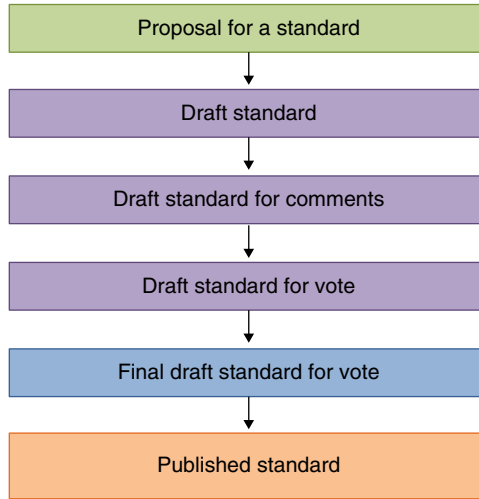 Proposal for a standard
Draft standard
Draft standard for comments
Draft standard for vote
Final draft standard for vote
Published standard